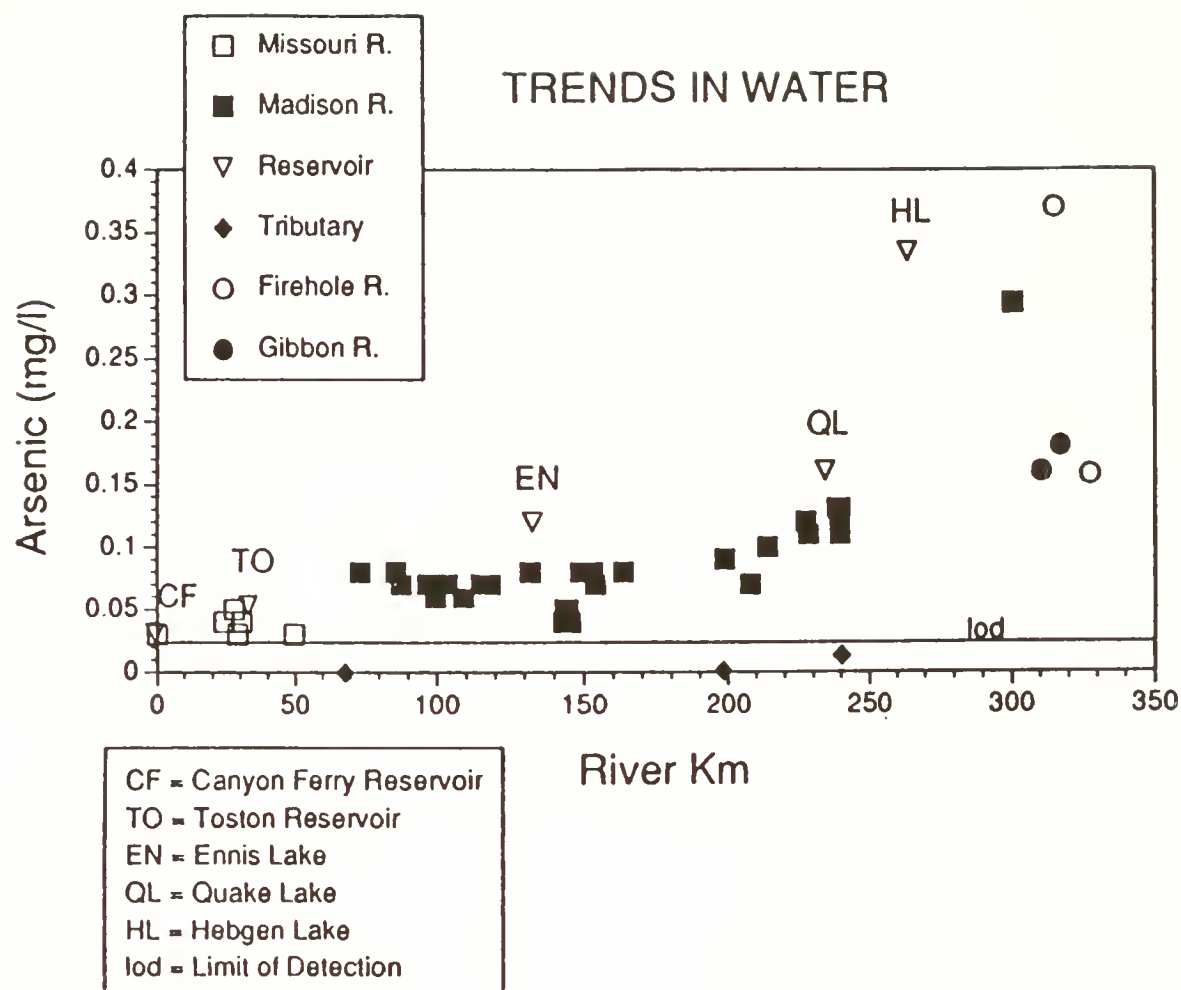 Missouri R.
Madison R.
Reservoir
Tributary
Firehole R.
Gibbon R.
TRENDS IN WATER
Arsenic (mg/l)
0.4
0.35
0.3
0.25
0.2
0.15
0.1
0.05
0
CF
TO
EN
QL
HL
lod
0
50
100
150
200
250
300
350
River Km
CF = Canyon Ferry Reservoir
TO = Toston Reservoir
EN = Ennis Lake
QL = Quake Lake
HL = Hebgen Lake
lod = Limit of Detection